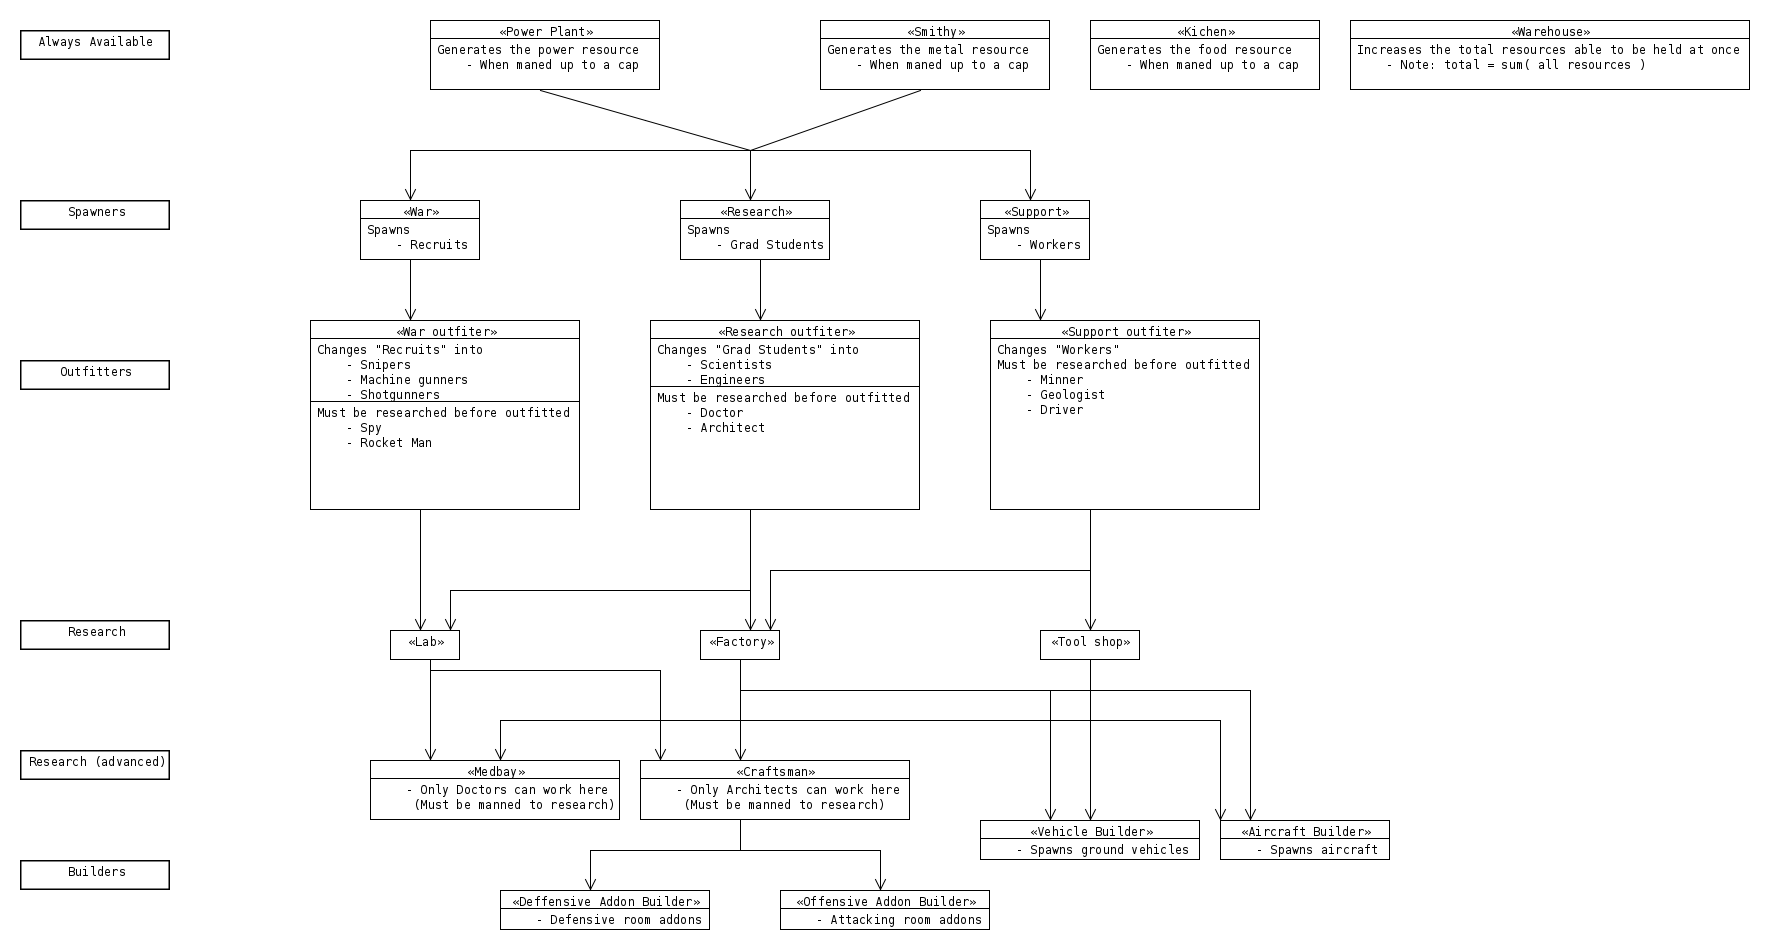 Always Available
«Power Plant»
Generates the power resource
- When maned up to a cap
«Smithy»
Generates the metal resource
- When maned up to a cap
«Kichen»
Generates the food resource
- When maned up to a cap
«Warehouse»
Increases the total resources able to be held at once
- Note: total = sum( all resources )
Spawners
«War»
Spawns
- Recruits
«Research»
Spawns
- Grad Students
«Support»
Spawns
- Workers
Outfitters
«War outfiter»
Changes "Recruits" into
- Snipers
- Machine gunners
- Shotgunners
Must be researched before outfitted
- Spy
- Rocket Man
«Research outfiter»
Changes "Grad Students" into
- Scientists
- Engineers
Must be researched before outfitted
- Doctor
- Architect
«Support outfiter»
Changes "Workers"
Must be researched before outfitted
- Minner
- Geologist
- Driver
Research
«Lab»
«Factory»
«Tool shop»
Research (advanced)
«Medbay»
- Only Doctors can work here
(Must be manned to research)
«Craftsman»
- Only Architects can work here
(Must be manned to research)
«Vehicle Builder»
- Spawns ground vehicles
«Aircraft Builder»
- Spawns aircraft
Builders
«Deffensive Addon Builder»
- Defensive room addons
«Offensive Addon Builder»
- Attacking room addons